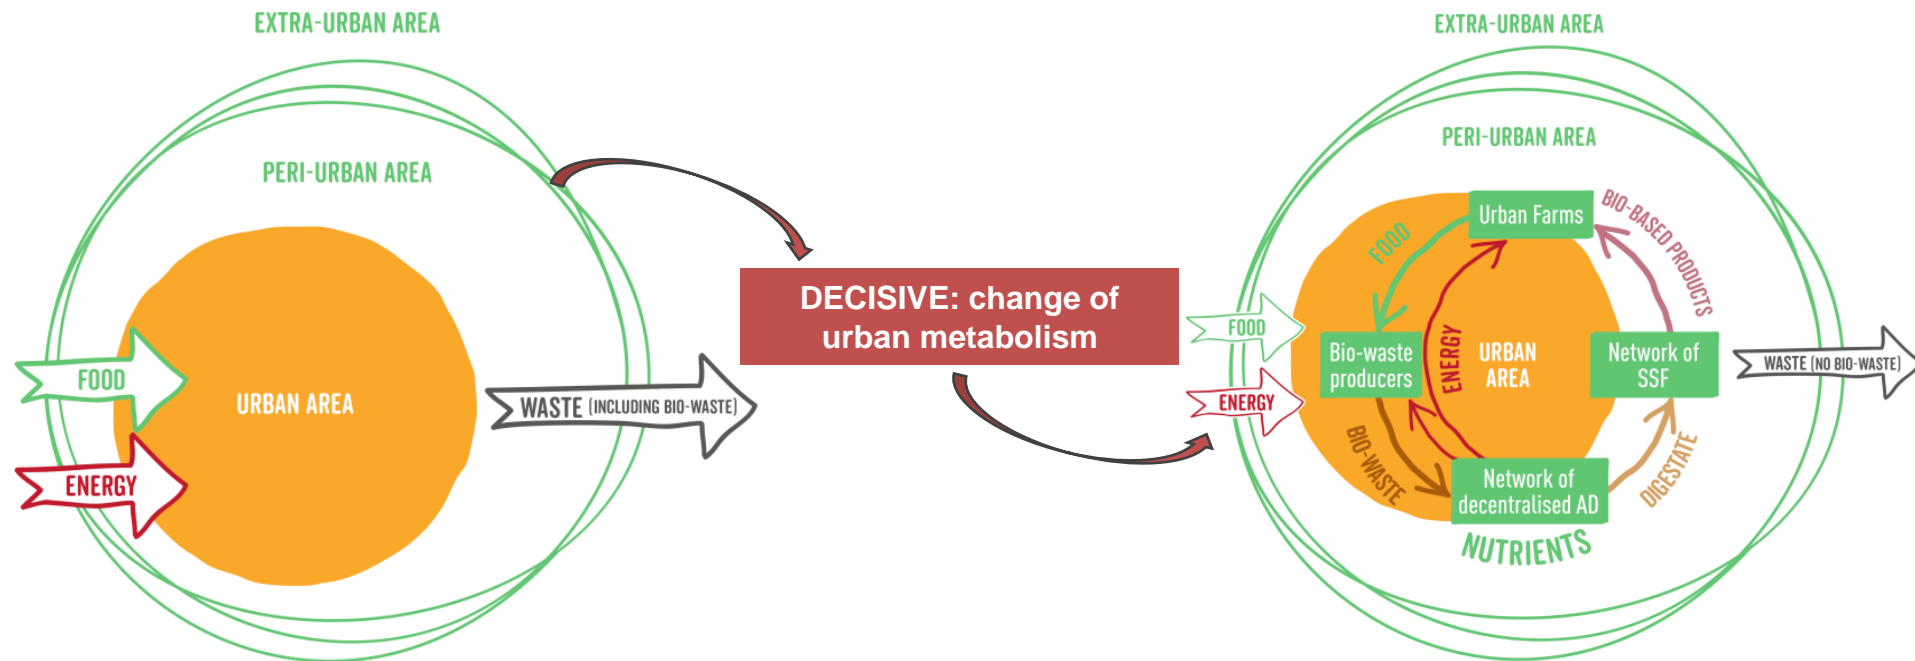 EXTRA-URBAN AREA
PERI-URBAN AREA
FOOD
ENERGY
URBAN AREA
WASTE (INCLUDING BIO-WASTE)
DECISIVE: change of
urban metabolism
EXTRA-URBAN AREA
PERI-URBAN AREA
FOOD
ENERGY
Urban Farms
FOOD
BIO-BASED PRODUCTS
Bio-waste
producers
ENERGY
URBAN
AREA
Network of
SSF
WASTE (NO BIO-WASTE)
BIO-WASTE
Network of
decentralised AD
DIGESTATE
NUTRIENTS